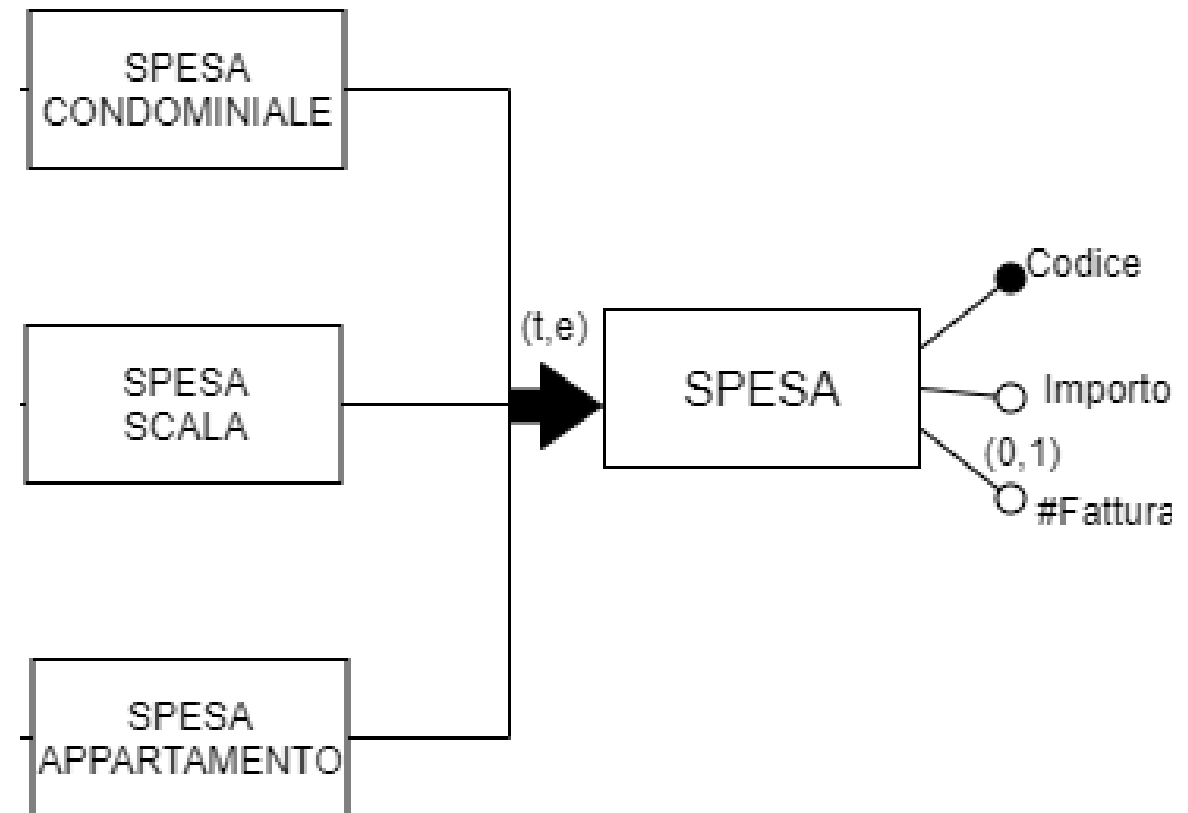 SPESA
CONDOMINIALE
SPESA
SCALA
SPESA
APPARTAMENTO
(t,e)
SPESA
Codice
Importo
(0,1)
#Fattura